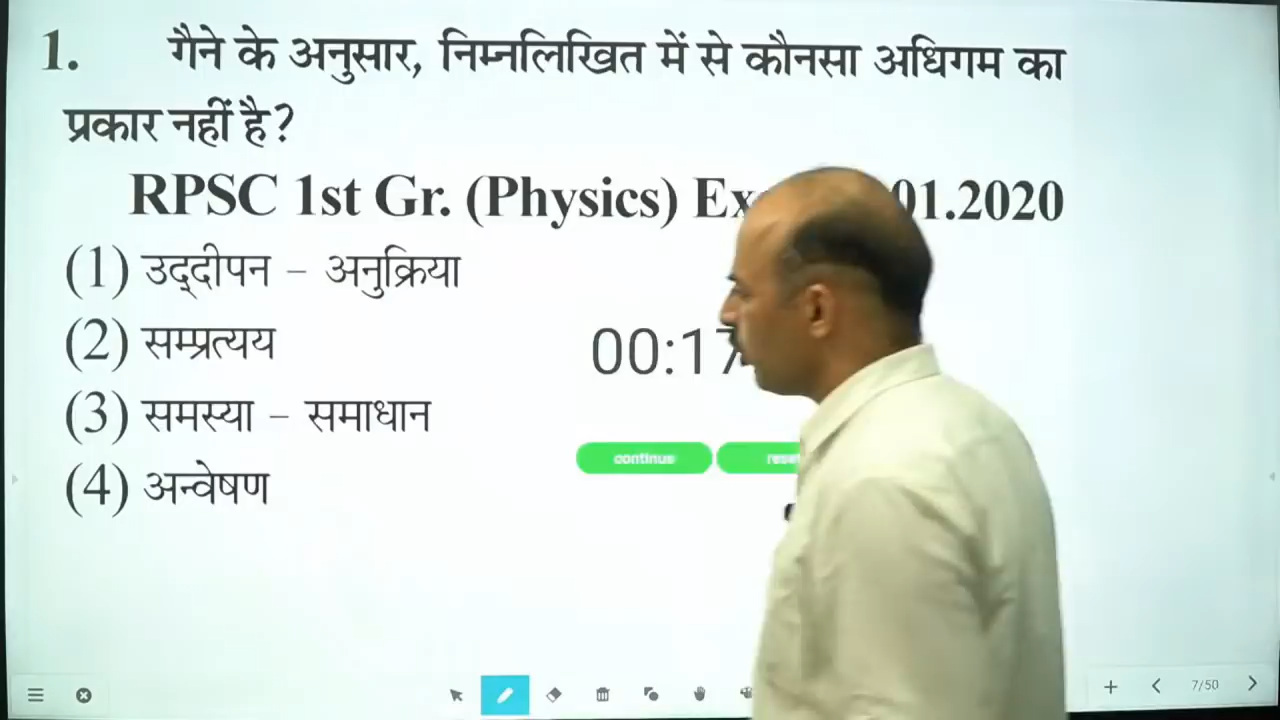 1. गैने के अनुसार, निम्नलिखित में से कौनसा अधिगम का
प्रकार नहीं है?
RPSC 1st Gr. (Physics) 01.2020
(1) उद्दीपन – अनुक्रिया
(2) सम्प्रत्यय
00:17
(3) समस्या – समाधान
continue
(4) अन्वेषण
7/50